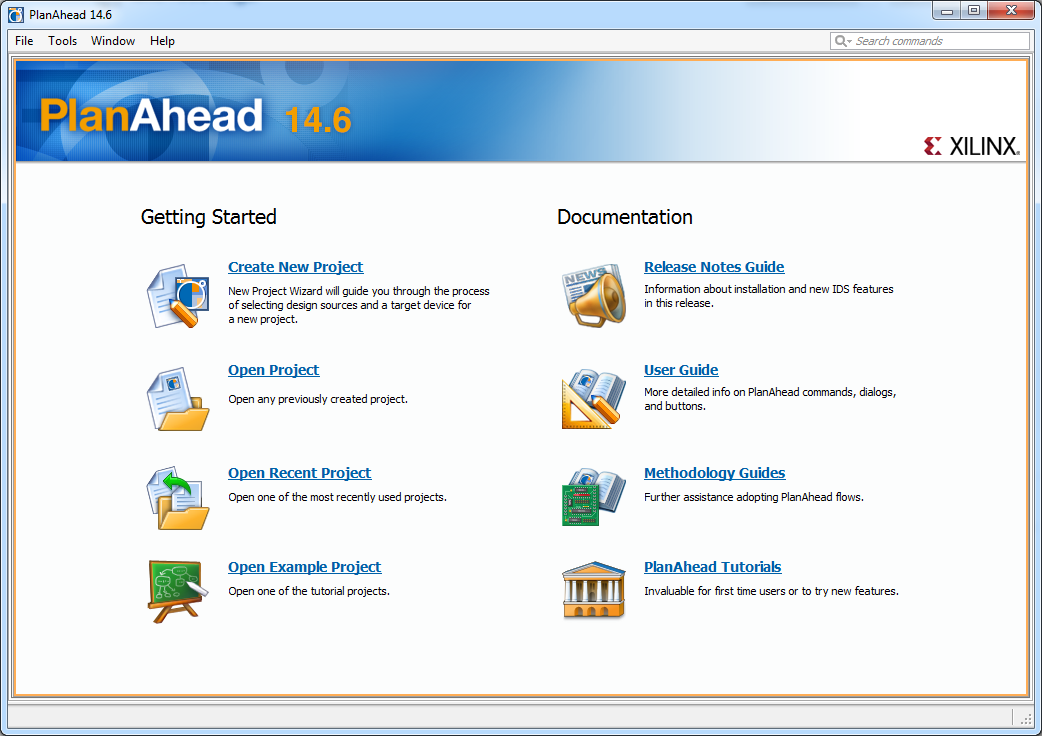 PlanAhead 14.6
File Tools Window Help
Search commands
PlanAhead 14.6
XILINX
Getting Started
Create New Project
New Project Wizard will guide you through the process
of selecting design sources and a target device for
a new project.
Open Project
Open any previously created project.
Open Recent Project
Open one of the most recently used projects.
Open Example Project
Open one of the tutorial projects.
Documentation
NEWS
Release Notes Guide
Information about installation and new IDS features
in this release.
User Guide
More detailed info on PlanAhead commands, dialogs,
and buttons.
Methodology Guides
Further assistance adopting PlanAhead flows.
PlanAhead Tutorials
Invaluable for first time users or to try new features.